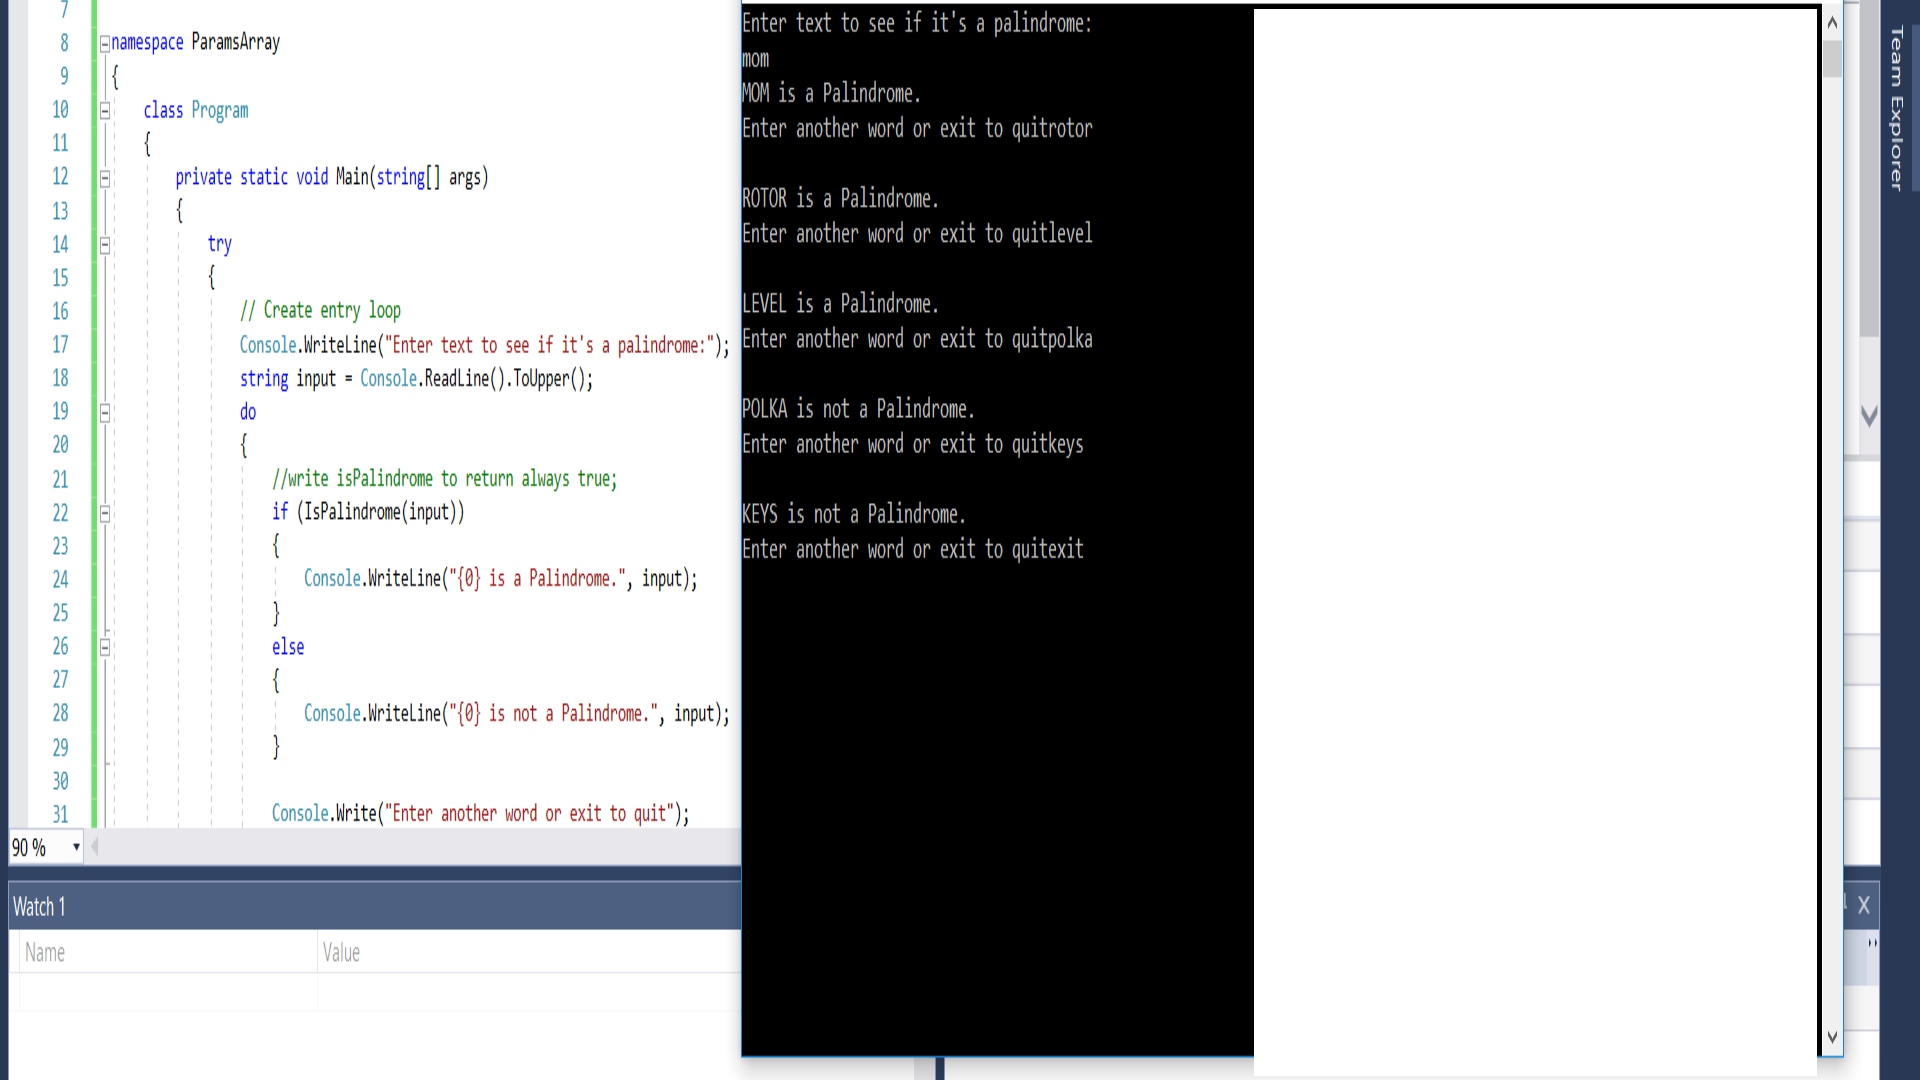 7
8 namespace ParamsArray
9 {
10 class Program
11 {
12 private static void Main(string[] args)
13 {
14 try
15 {
16 // Create entry loop
17 Console.WriteLine("Enter text to see if it's a palindrome:");
18 string input = Console.ReadLine().ToUpper();
19 do
20 {
21 //write isPalindrome to return always true;
22 if (IsPalindrome(input))
23 {
24 Console.WriteLine("{0} is a Palindrome.", input);
25 }
26 else
27 {
28 Console.WriteLine("{0} is not a Palindrome.", input);
29 }
30
31 Console.Write("Enter another word or exit to quit");
90 %
Watch 1
Name Value
Enter text to see if it's a palindrome:
mom
MOM is a Palindrome.
Enter another word or exit to quitrotor
ROTOR is a Palindrome.
Enter another word or exit to quitlevel
LEVEL is a Palindrome.
Enter another word or exit to quitpolka
POLKA is not a Palindrome.
Enter another word or exit to quitkeys
KEYS is not a Palindrome.
Enter another word or exit to quitexit
Team Explorer